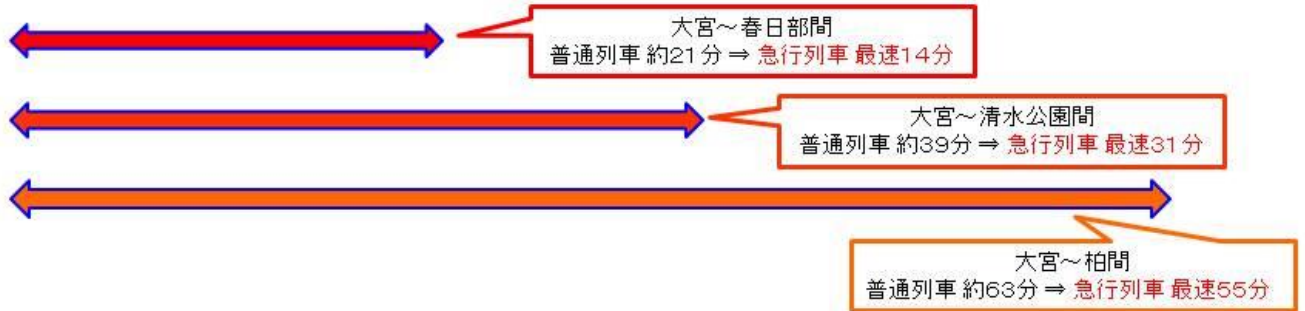 大宮～春日部間
普通列車 約21分 ⇒ 急行列車 最速14分
大宮～清水公園間
普通列車 約39分 ⇒ 急行列車 最速31分
大宮～柏間
普通列車 約63分 ⇒ 急行列車 最速55分